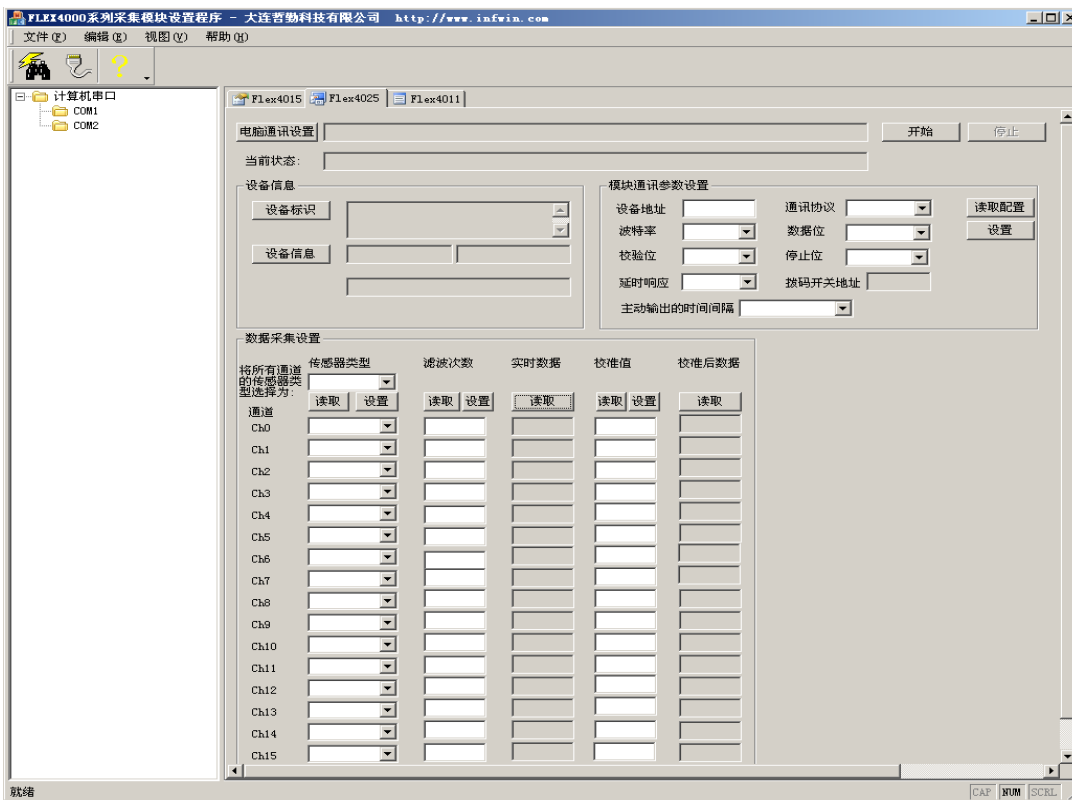 FLEX4000系列采集模块设置程序 - 大连哲勤科技有限公司 http://www.infwin.com
文件(F) 编辑(E) 视图(V) 帮助(H)
计算机串口
COM1
COM2
Flex4015 Flex4025 Flex4011
电脑通讯设置 开始 停止
当前状态:
设备信息
设备标识
设备信息
模块通讯参数设置
设备地址 通讯协议 读取配置
波特率 数据位 设置
校验位 停止位
延时响应 拨码开关地址
主动输出的时间间隔
数据采集设置
将所有通道的传感器类型选择为:
传感器类型 滤波次数 实时数据 校准值 校准后数据
读取 设置 读取 设置 读取 读取 设置 读取
通道
Ch0
Ch1
Ch2
Ch3
Ch4
Ch5
Ch6
Ch7
Ch8
Ch9
Ch10
Ch11
Ch12
Ch13
Ch14
Ch15
就绪 CAP NUM SCRL